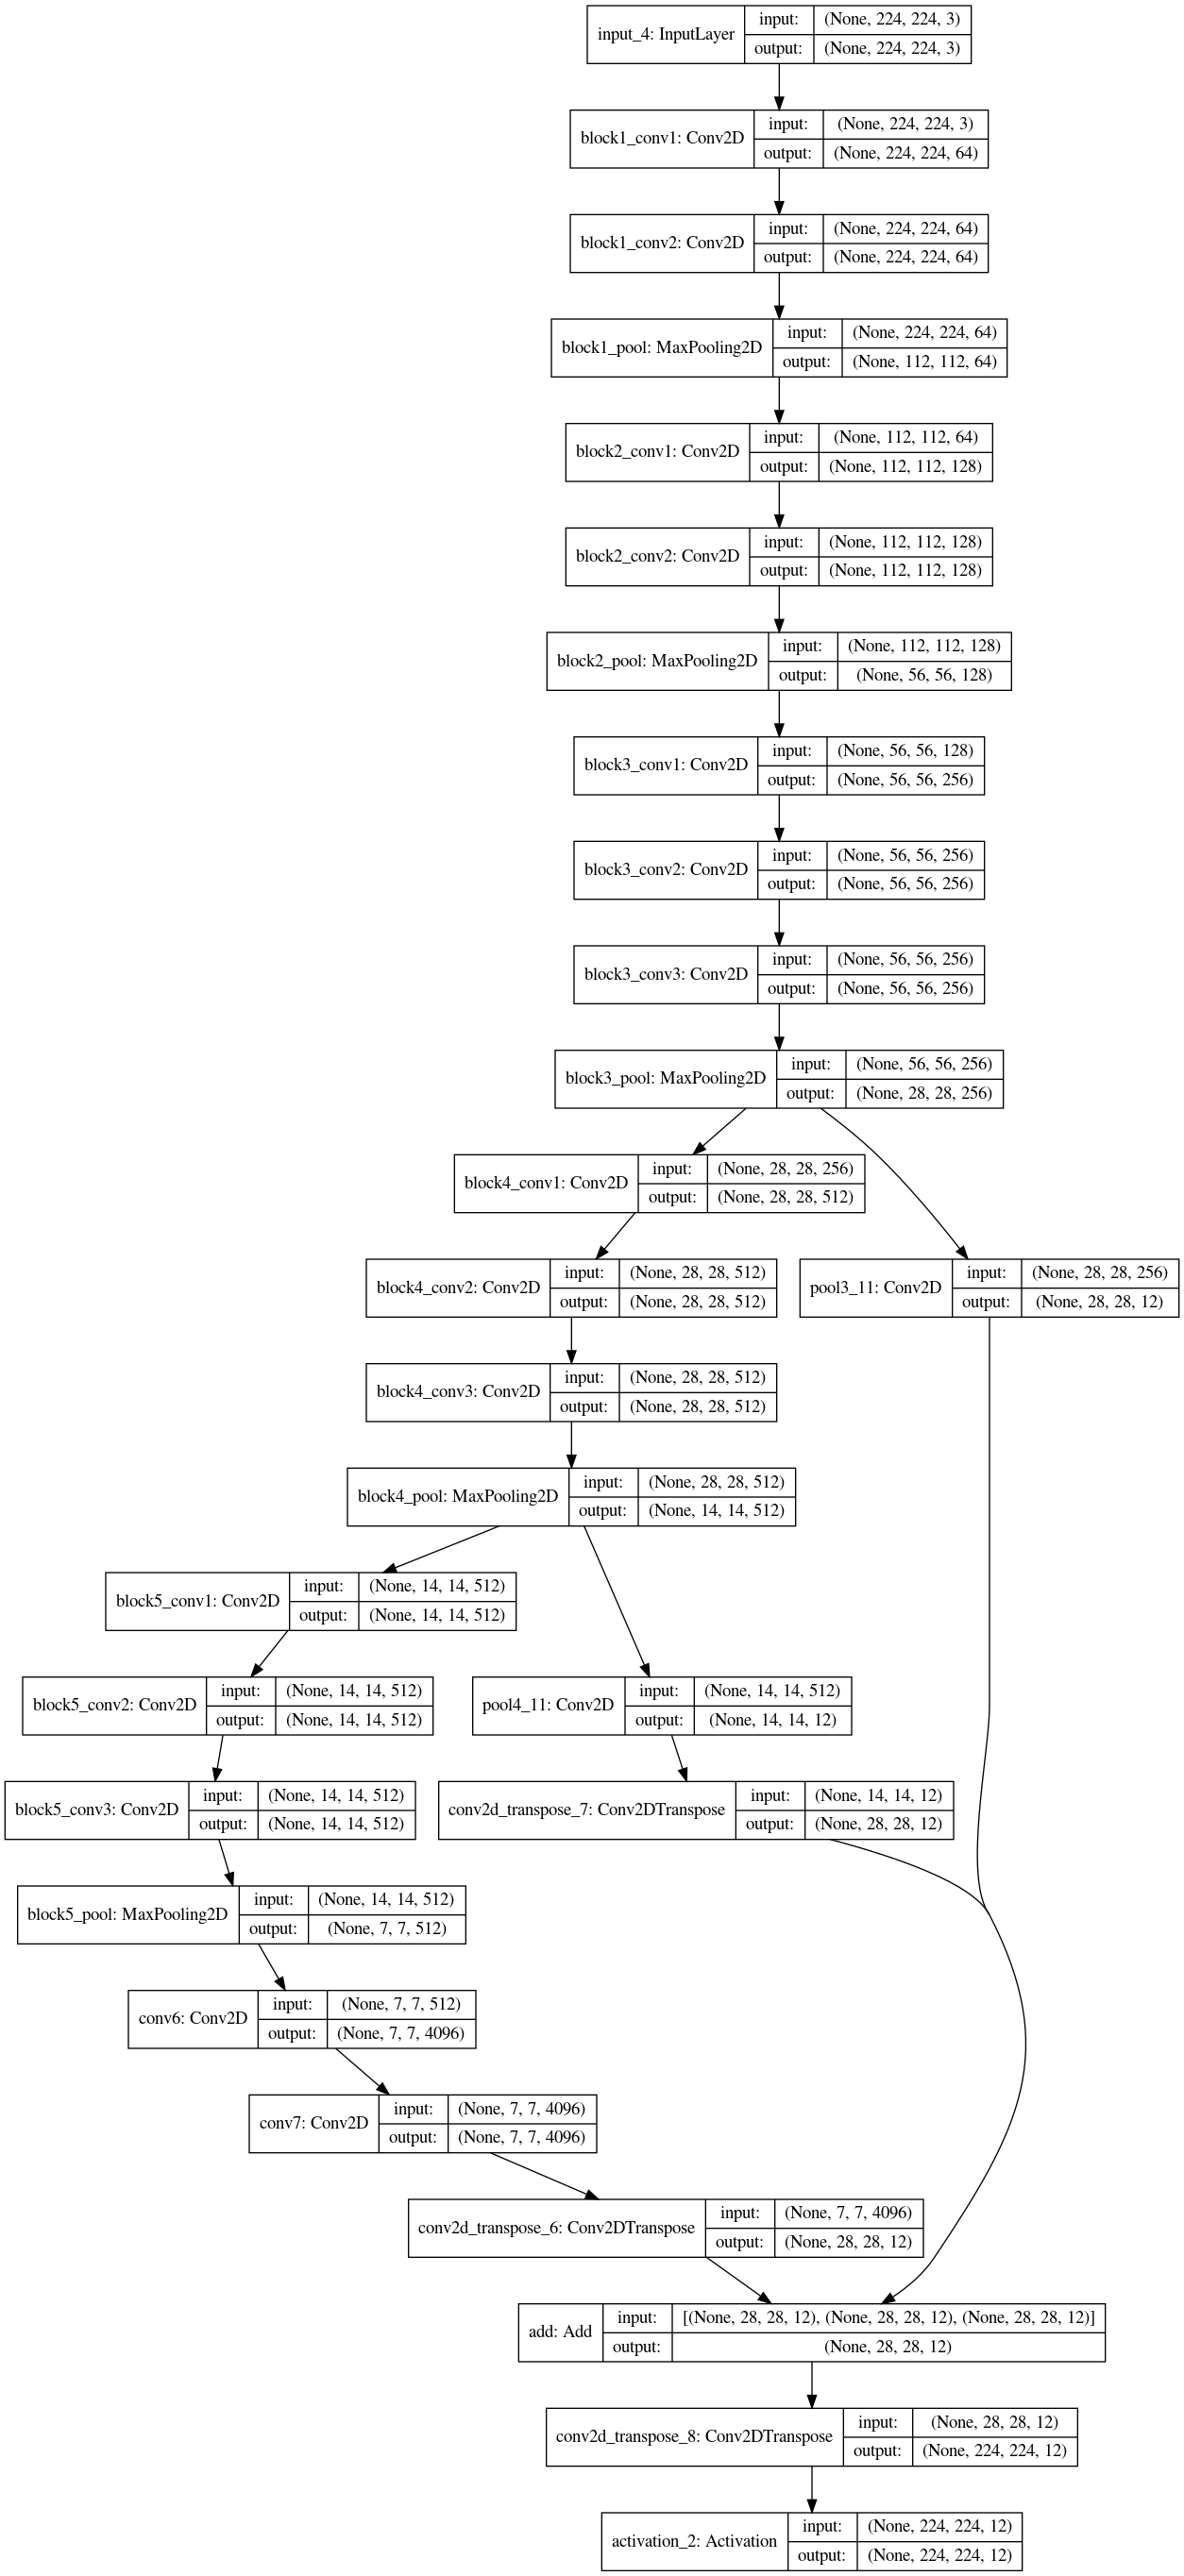 input_4: InputLayer
input: (None, 224, 224, 3)
output: (None, 224, 224, 3)
block1_conv1: Conv2D
input: (None, 224, 224, 3)
output: (None, 224, 224, 64)
block1_conv2: Conv2D
input: (None, 224, 224, 64)
output: (None, 224, 224, 64)
block1_pool: MaxPooling2D
input: (None, 224, 224, 64)
output: (None, 112, 112, 64)
block2_conv1: Conv2D
input: (None, 112, 112, 64)
output: (None, 112, 112, 128)
block2_conv2: Conv2D
input: (None, 112, 112, 128)
output: (None, 112, 112, 128)
block2_pool: MaxPooling2D
input: (None, 112, 112, 128)
output: (None, 56, 56, 128)
block3_conv1: Conv2D
input: (None, 56, 56, 128)
output: (None, 56, 56, 256)
block3_conv2: Conv2D
input: (None, 56, 56, 256)
output: (None, 56, 56, 256)
block3_conv3: Conv2D
input: (None, 56, 56, 256)
output: (None, 56, 56, 256)
block3_pool: MaxPooling2D
input: (None, 56, 56, 256)
output: (None, 28, 28, 256)
block4_conv1: Conv2D
input: (None, 28, 28, 256)
output: (None, 28, 28, 512)
block4_conv2: Conv2D
input: (None, 28, 28, 512)
output: (None, 28, 28, 512)
pool3_11: Conv2D
input: (None, 28, 28, 256)
output: (None, 28, 28, 12)
block4_conv3: Conv2D
input: (None, 28, 28, 512)
output: (None, 28, 28, 512)
block4_pool: MaxPooling2D
input: (None, 28, 28, 512)
output: (None, 14, 14, 512)
block5_conv1: Conv2D
input: (None, 14, 14, 512)
output: (None, 14, 14, 512)
block5_conv2: Conv2D
input: (None, 14, 14, 512)
output: (None, 14, 14, 512)
pool4_11: Conv2D
input: (None, 14, 14, 512)
output: (None, 14, 14, 12)
block5_conv3: Conv2D
input: (None, 14, 14, 512)
output: (None, 14, 14, 512)
conv2d_transpose_7: Conv2DTranspose
input: (None, 14, 14, 12)
output: (None, 28, 28, 12)
block5_pool: MaxPooling2D
input: (None, 14, 14, 512)
output: (None, 7, 7, 512)
conv6: Conv2D
input: (None, 7, 7, 512)
output: (None, 7, 7, 4096)
conv7: Conv2D
input: (None, 7, 7, 4096)
output: (None, 7, 7, 4096)
conv2d_transpose_6: Conv2DTranspose
input: (None, 7, 7, 4096)
output: (None, 28, 28, 12)
add: Add
input: [(None, 28, 28, 12), (None, 28, 28, 12), (None, 28, 28, 12)]
output: (None, 28, 28, 12)
conv2d_transpose_8: Conv2DTranspose
input: (None, 28, 28, 12)
output: (None, 224, 224, 12)
activation_2: Activation
input: (None, 224, 224, 12)
output: (None, 224, 224, 12)